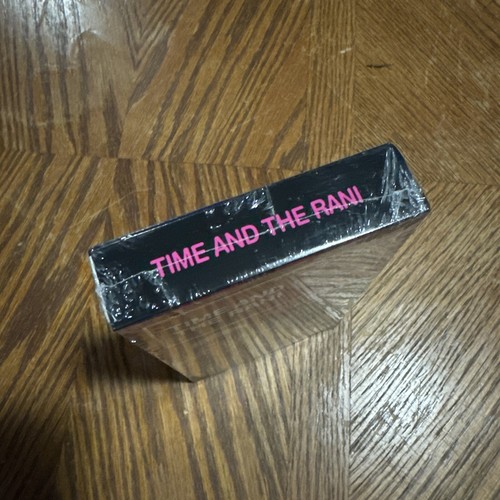 TIME AND THE RANI